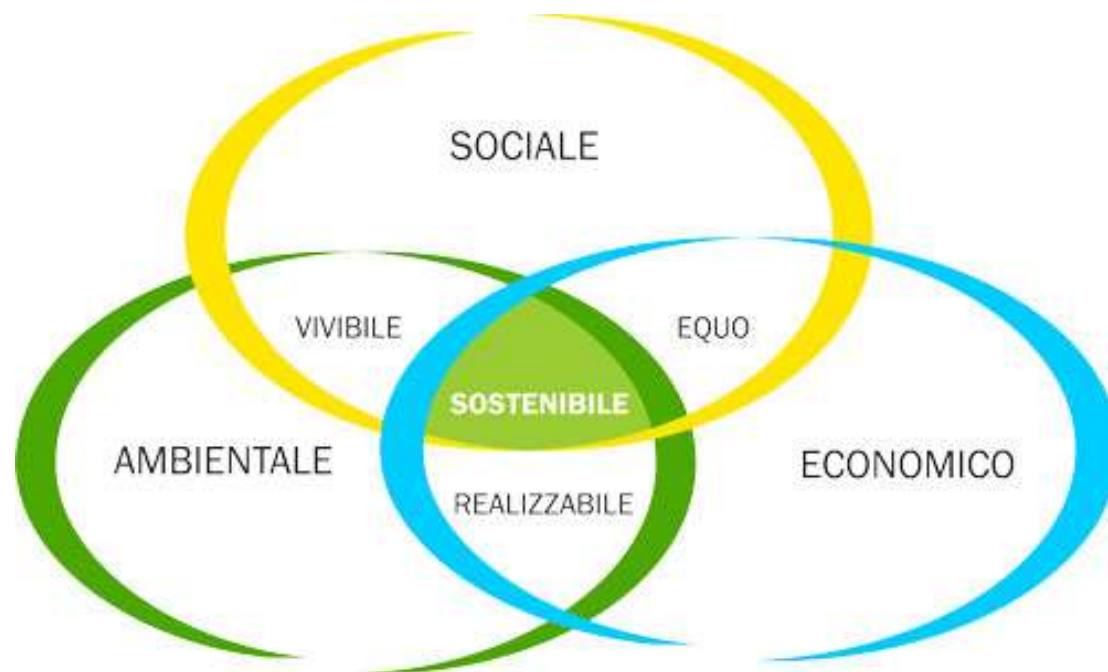 SOCIALE
VIVIBILE
EQUO
SOSTENIBILE
AMBIENTALE
ECONOMICO
REALIZZABILE